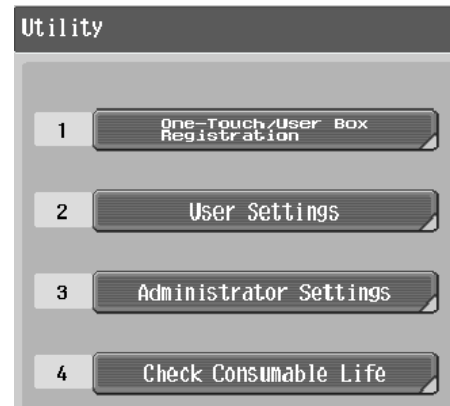 Utility
1
One-Touch/User Box
Registration
2
User Settings
3
Administrator Settings
4
Check Consumable Life